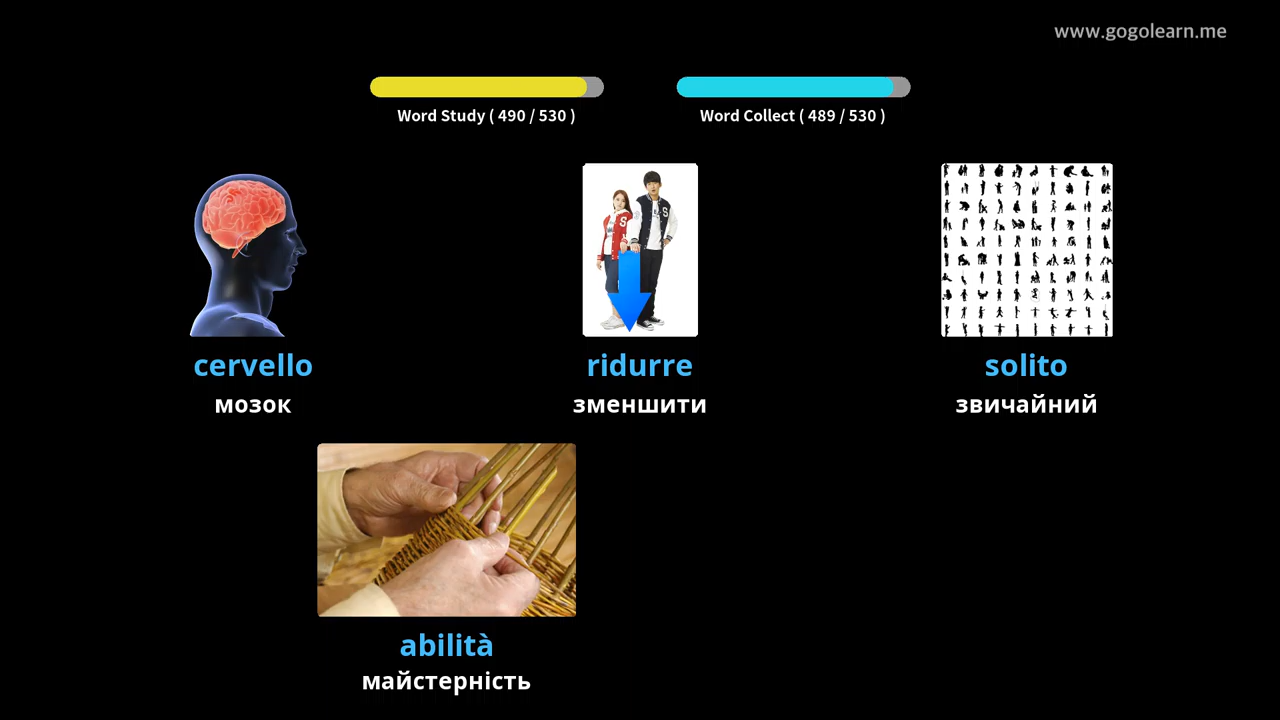 www.gogolearn.me
Word Study ( 490 / 530 )
Word Collect ( 489 / 530 )
cervello
мозок
ridurre
зменшити
solito
звичайний
abilità
майстерність